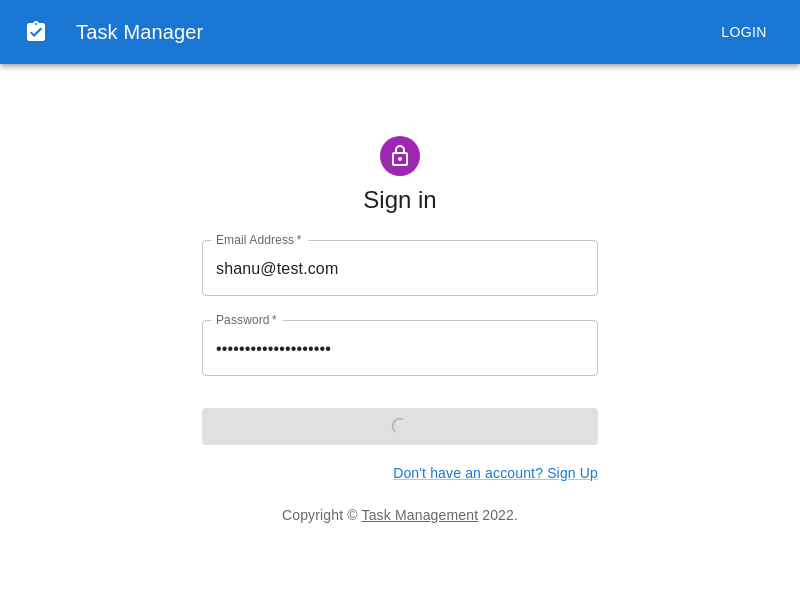 Task Manager
LOGIN
Sign in
Email Address *
shanu@test.com
Password *
••••••••••••••••••••
Don't have an account? Sign Up
Copyright © Task Management 2022.